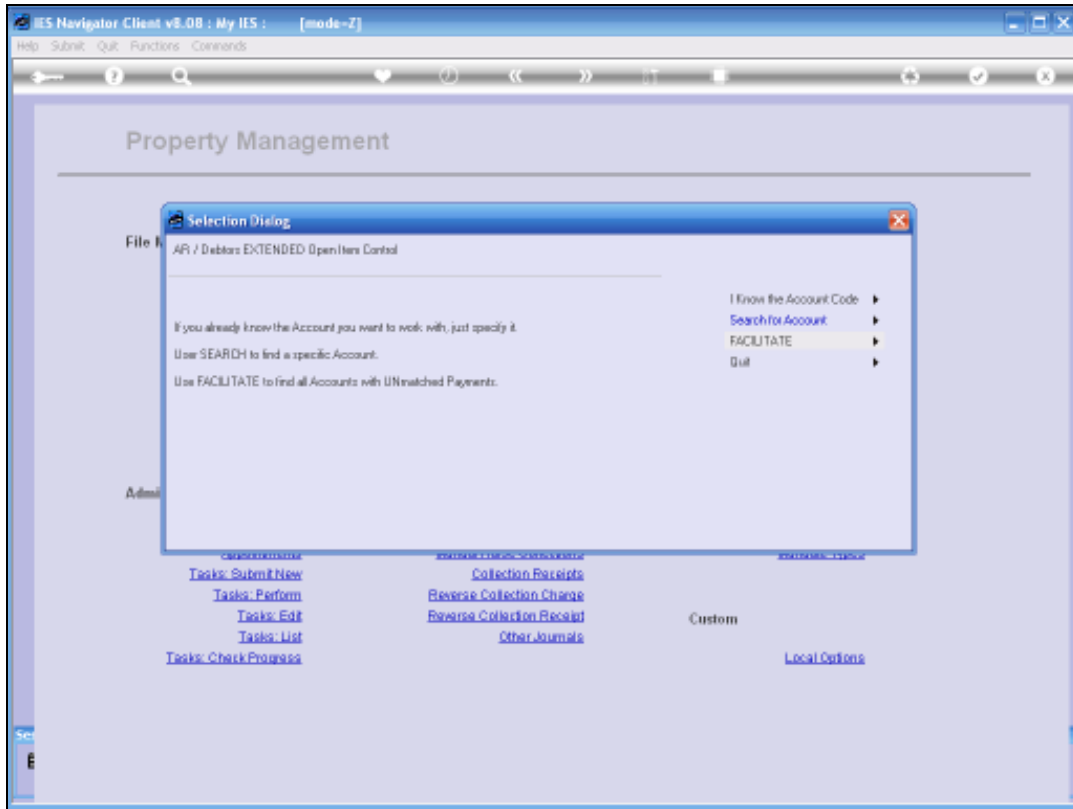 IES Navigator Client v8.08 : My IES :   [mode=Z]
Help Submit Quit Functions Commands
Property Management
Selection Dialog
File
AR / Debtors EXTENDED Open Item Control
I Know the Account Code
If you already know the Account you want to work with, just specify it.
Search for Account
User SEARCH to find a specific Account.
FACILITATE
Quit
Use FACILITATE to find all Accounts with UNmatched Payments.
Tasks: Submit New
Collection Receipts
Tasks: Perform
Reverse Collection Charge
Tasks: Edit
Reverse Collection Receipt
Custom
Tasks: List
Other Journals
Tasks: Check Progress
Local Options